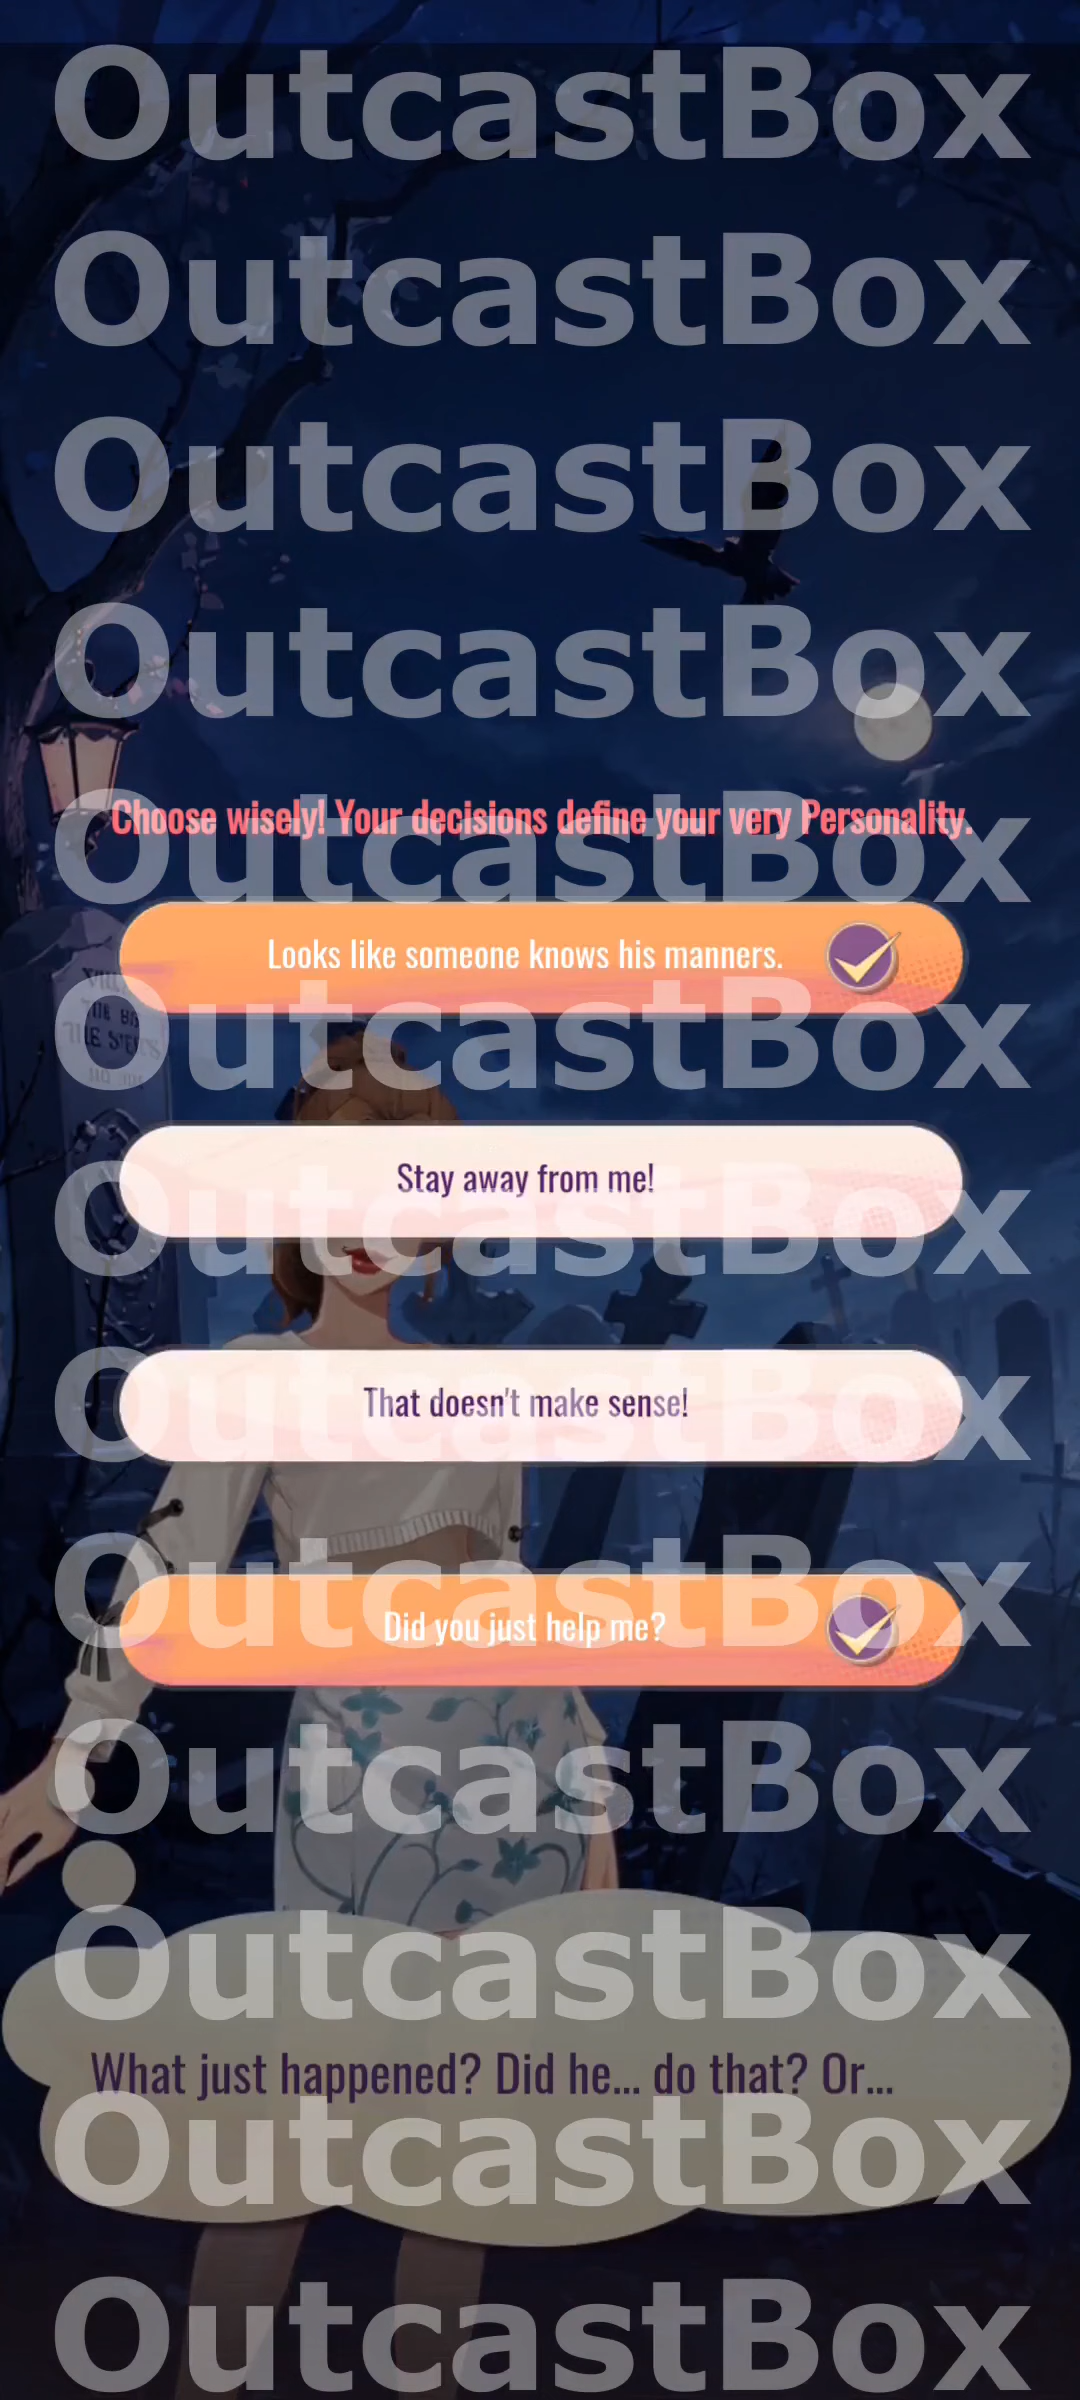 OutcastBox
OutcastBox
OutcastBox
OutcastBox
Choose wisely! Your decisions define your very Personality.
OutcastBox
Looks like someone knows his manners.
OutcastBox
Stay away from me!
OutcastBox
That doesn't make sense!
OutcastBox
OutcastBox
Did you just help me?
OutcastBox
OutcastBox
What just happened? Did he... do that? Or...
OutcastBox
OutcastBox